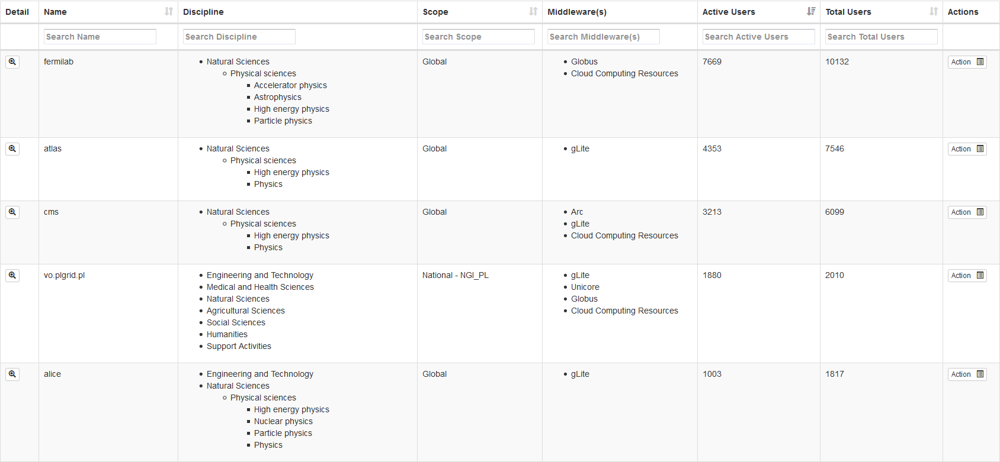 Detail Name Discipline Scope Middleware(s) Active Users Total Users Actions
Search Name Search Discipline Search Scope Search Middleware(s) Search Active Users Search Total Users
fermilab Natural Sciences Global Globus 7669 10132 Action
Physical sciences Cloud Computing Resources
Accelerator physics
Astrophysics
High energy physics
Particle physics
atlas Natural Sciences Global gLite 4353 7546 Action
Physical sciences
High energy physics
Physics
cms Natural Sciences Global Arc 3213 6099 Action
Physical sciences gLite
High energy physics Cloud Computing Resources
Physics
vo.plgrid.pl Engineering and Technology National - NGI_PL gLite 1880 2010 Action
Medical and Health Sciences Unicore
Natural Sciences Globus
Agricultural Sciences Cloud Computing Resources
Social Sciences
Humanities
Support Activities
alice Engineering and Technology Global gLite 1003 1817 Action
Natural Sciences
Physical sciences
High energy physics
Nuclear physics
Particle physics
Physics